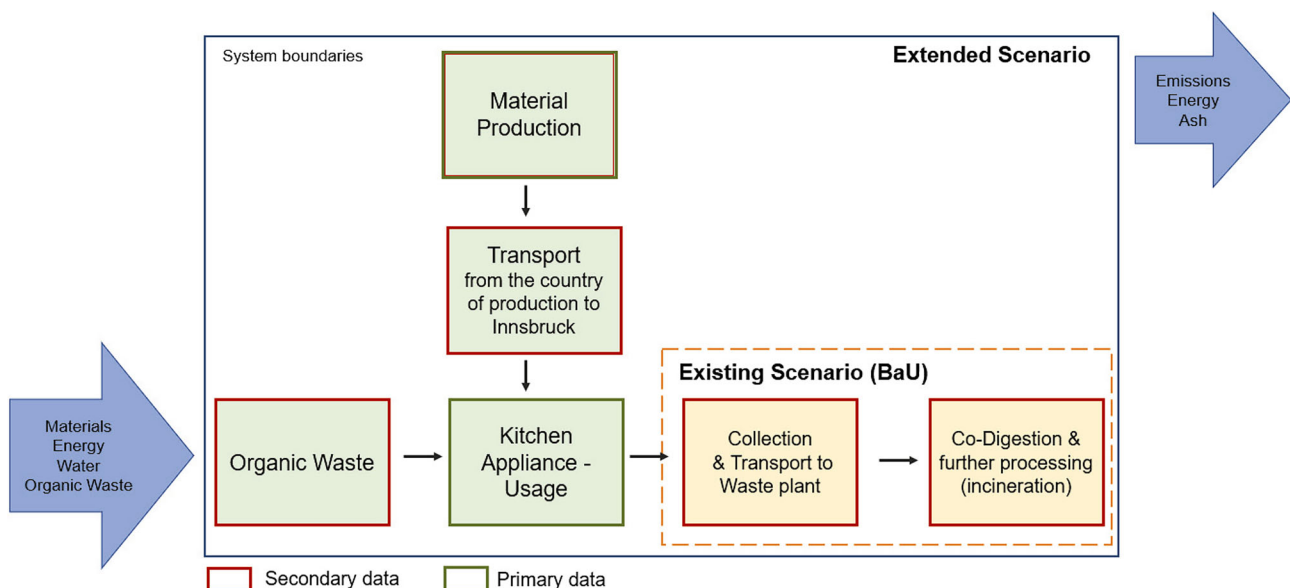 System boundaries
Extended Scenario
Emissions
Energy
Ash
Material
Production
Transport
from the country
of production to
Innsbruck
Existing Scenario (BaU)
Materials
Energy
Water
Organic Waste
Organic Waste
Kitchen
Appliance -
Usage
Collection
& Transport to
Waste plant
Co-Digestion &
further processing
(incineration)
Secondary data
Primary data